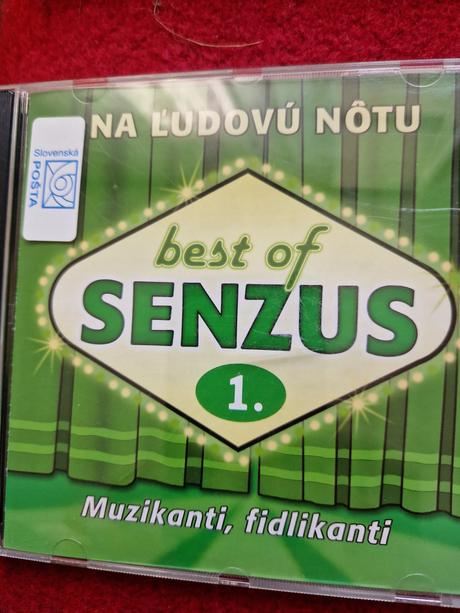 NA ĽUDOVÚ NÔTU
Slovenská
POŠTA
best of
SENZUS
1.
Muzikanti, fidlikanti